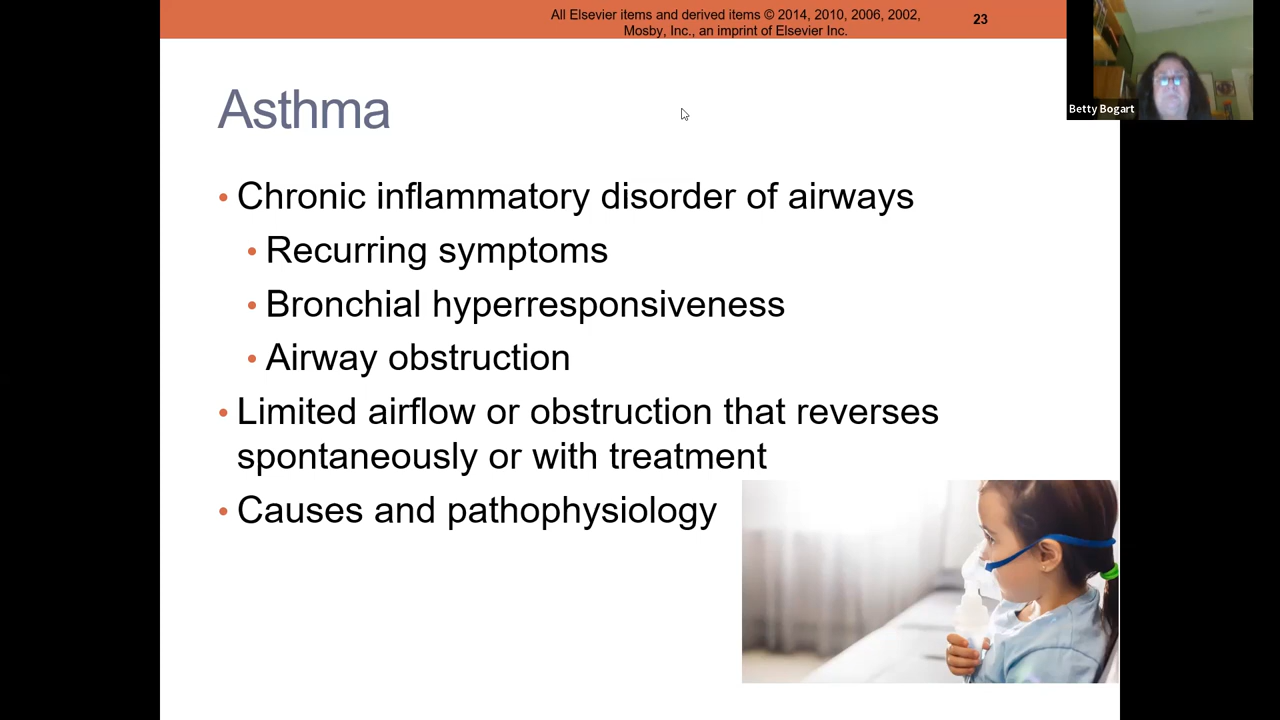 All Elsevier items and derived items © 2014, 2010, 2006, 2002,
Mosby, Inc., an imprint of Elsevier Inc.
23
Betty Bogart
Asthma
• Chronic inflammatory disorder of airways
• Recurring symptoms
• Bronchial hyperresponsiveness
• Airway obstruction
• Limited airflow or obstruction that reverses
spontaneously or with treatment
• Causes and pathophysiology